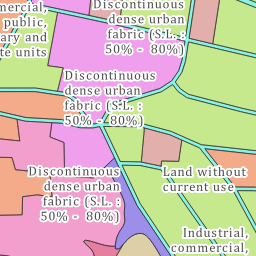 mercial,
public,
ary and
te units
Discontinuous
dense urban
fabric (S.L. :
50% - 80%)
Discontinuous
dense urban
fabric (S.L. :
50% - 80%)
Discontinuous
dense urban
fabric (S.L. :
50% - 80%)
Land without
current use
Industrial,
commercial,